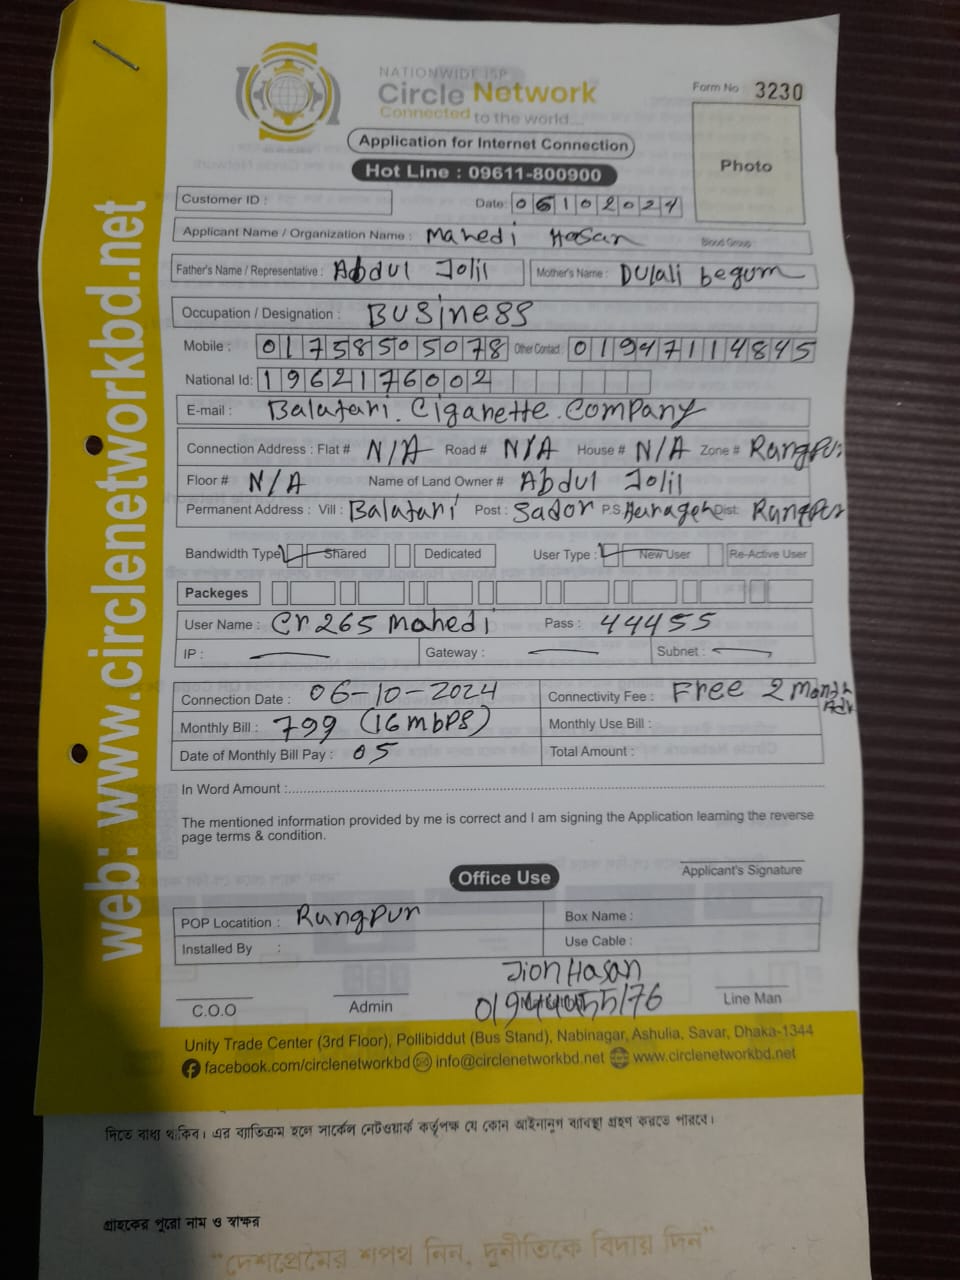 NATIONWIDE ISP
Circle Network
Connected to the world...
Form No : 3230
Application for Internet Connection
Hot Line : 09611-800900
Photo
Customer ID :
Date: 06102024
Applicant Name / Organization Name : Mahedi Hasan Blood Group
Father's Name / Representative : Abdul Jolil Mother's Name : Dulali begum
Occupation / Designation : Business
Mobile : 01758505078 Other Contact : 01947114845
National Id: 1962176002
E-mail : Balatari. Cigarette. Company
Connection Address : Flat # N/A Road # N/A House # N/A Zone # Rangpur
Floor # N/A Name of Land Owner # Abdul Jolil
Permanent Address : Vill : Balatari Post : Sador P.S. Dist: Rangpur
Bandwidth Type Shared Dedicated User Type : New User Re-Active User
Packeges
User Name : Cr265 Mahedi Pass : 44455
IP : Gateway : Subnet :
Connection Date : 06-10-2024 Connectivity Fee : Free 2 Month Adv
Monthly Bill : 799 (16 mbps) Monthly Use Bill :
Date of Monthly Bill Pay : 05 Total Amount :
In Word Amount :
The mentioned information provided by me is correct and I am signing the Application learning the reverse
page terms & condition.
Applicant's Signature
Office Use
POP Locatition : Rangpur Box Name :
Installed By : Use Cable :
Jion Hasan
C.O.O Admin Line Man
Unity Trade Center (3rd Floor), Pollibiddut (Bus Stand), Nabinagar, Ashulia, Savar, Dhaka-1344
facebook.com/circlenetworkbd info@circlenetworkbd.net www.circlenetworkbd.net
web: www.circlenetworkbd.net
দিতে বাধ্য থাকিব। এর ব্যতিক্রম হলে সার্কেল নেটওয়ার্ক কর্তৃপক্ষ যে কোন আইনানুগ ব্যবস্থা গ্রহণ করতে পারবে।
গ্রাহকের পুরো নাম ও স্বাক্ষর
"দেশপ্রেমের শপথ নিন, দুর্নীতিকে বিদায় দিন"